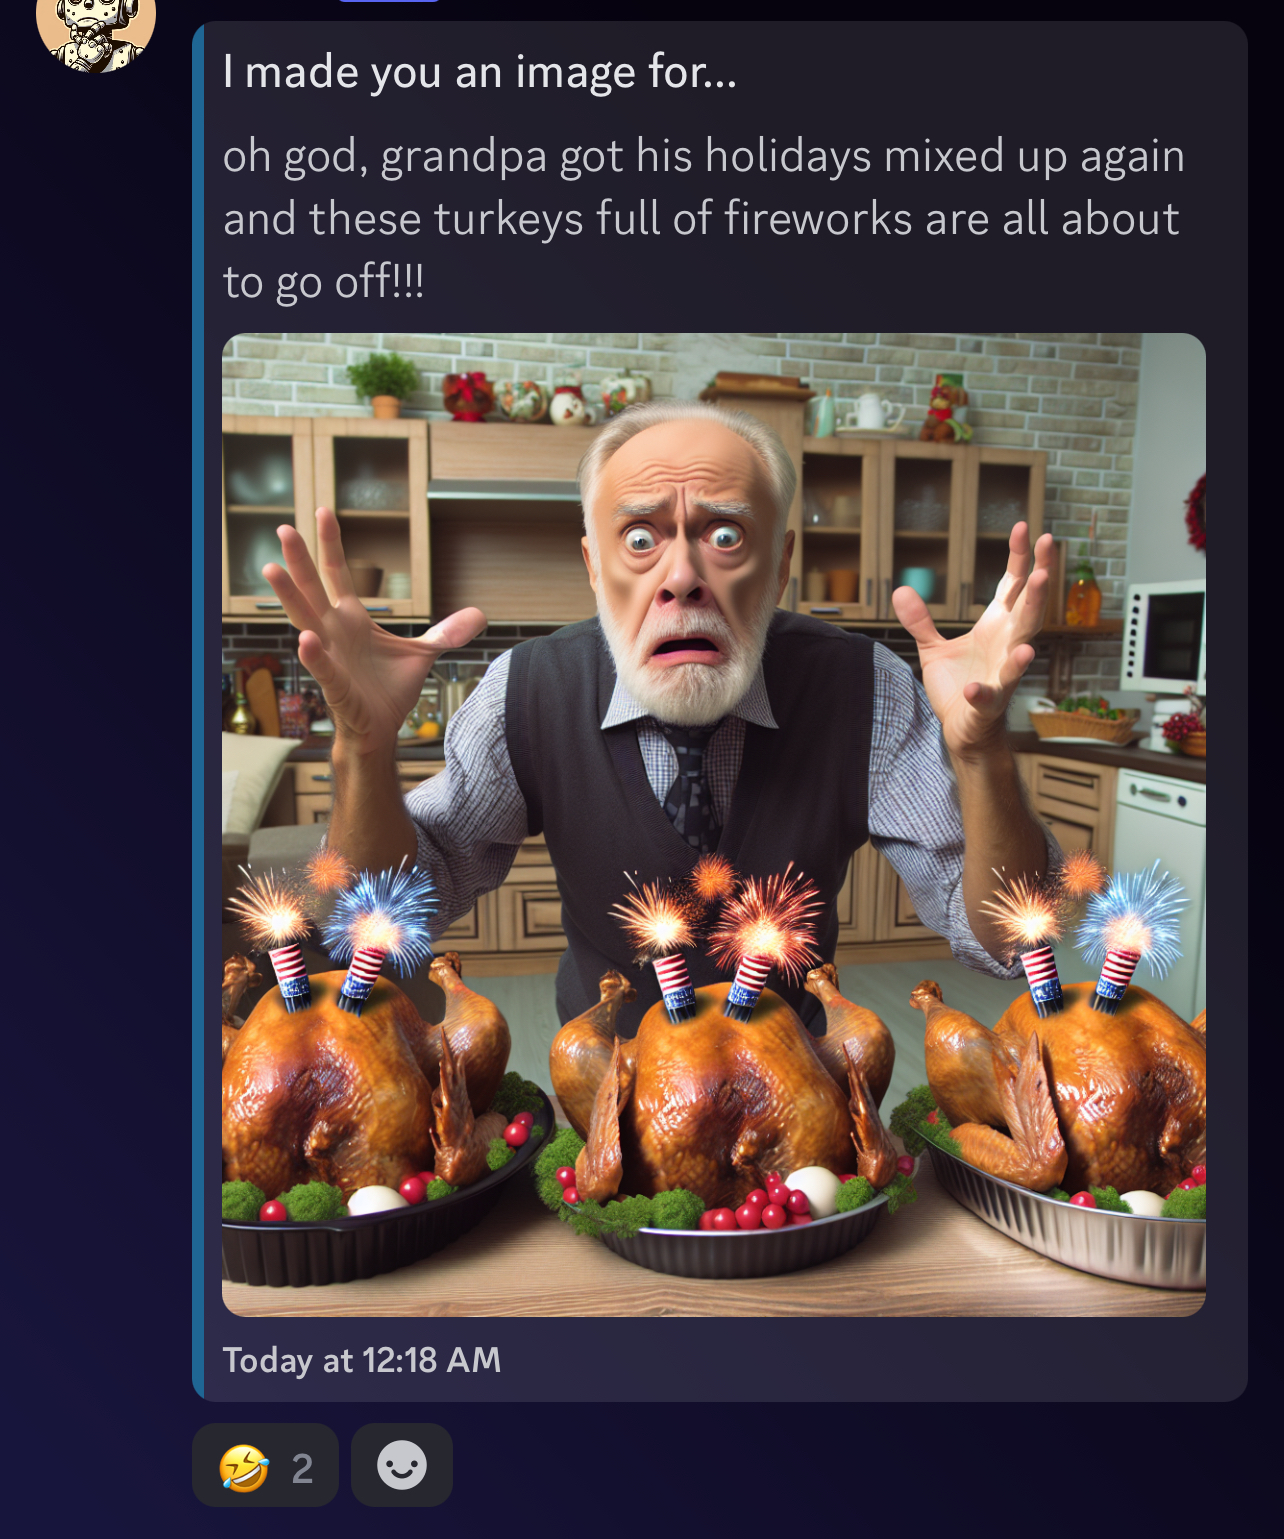 I made you an image for...
oh god, grandpa got his holidays mixed up again
and these turkeys full of fireworks are all about
to go off!!!
Today at 12:18 AM
2